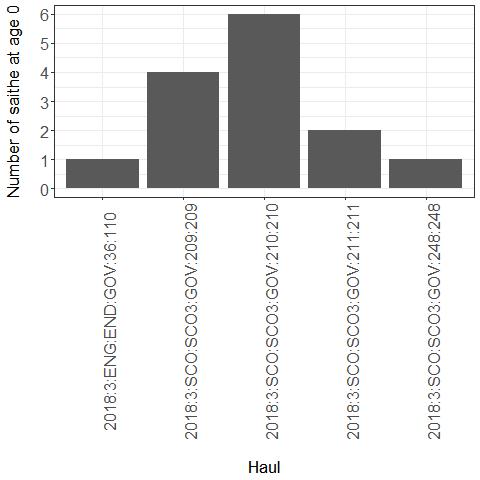 Number of saithe at age 0
6
5
4
3
2
1
0
2018:3:ENG:END:GOV:36:110
2018:3:SCO:SCO3:GOV:209:209
2018:3:SCO:SCO3:GOV:210:210
2018:3:SCO:SCO3:GOV:211:211
2018:3:SCO:SCO3:GOV:248:248
Haul